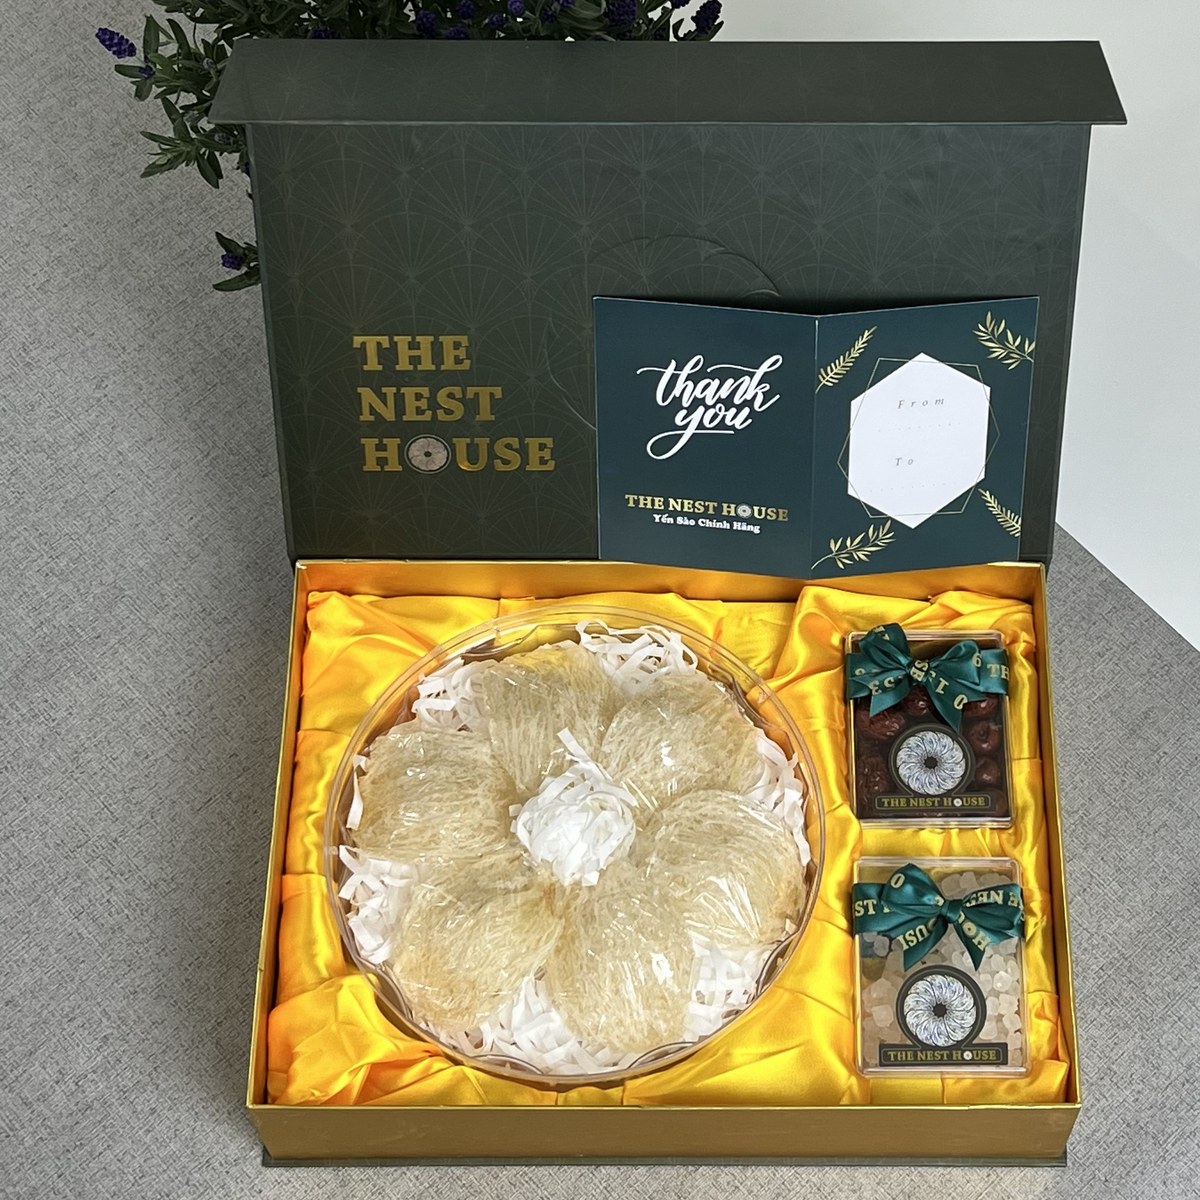 THE
NEST
HOUSE
thank
you
THE NEST HOUSE
Yến Sào Chính Hãng
From
To
THE NEST HOUSE
THE NEST HOUSE